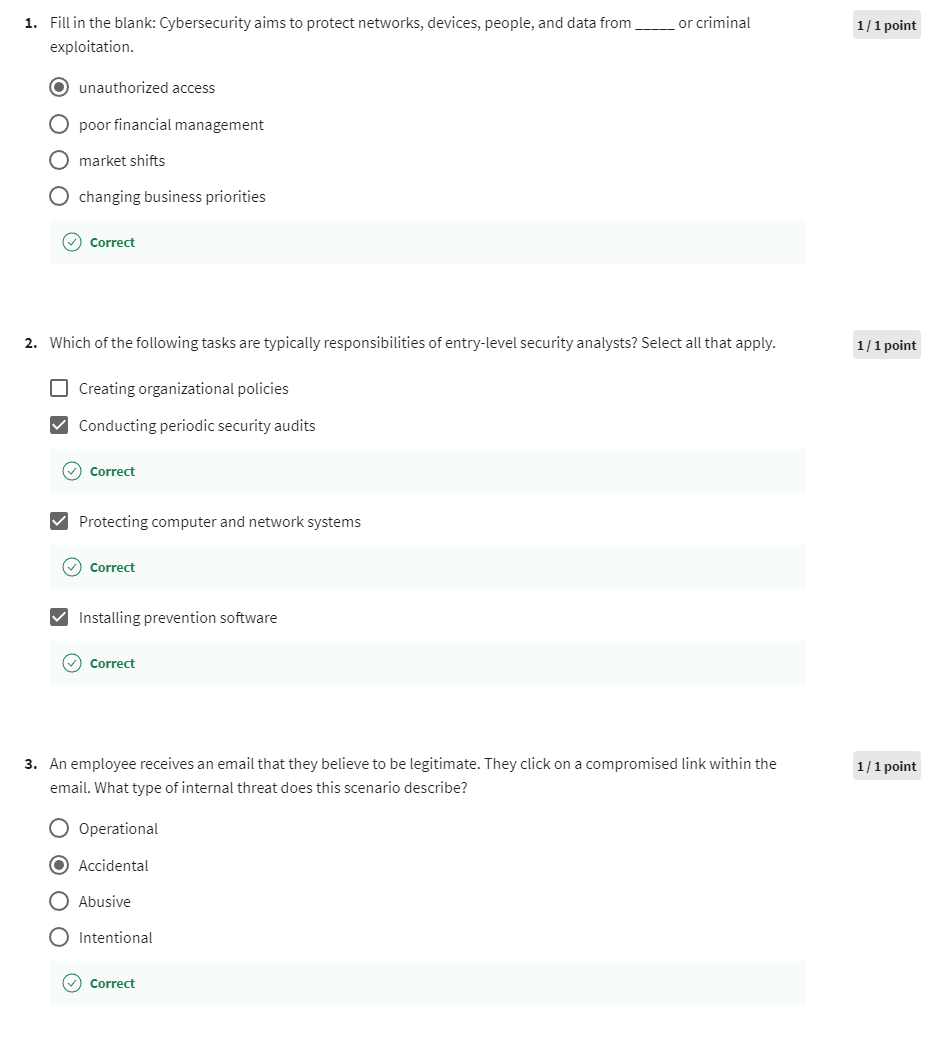 1. Fill in the blank: Cybersecurity aims to protect networks, devices, people, and data from _____ or criminal
exploitation.
1 / 1 point
unauthorized access
poor financial management
market shifts
changing business priorities
Correct
2. Which of the following tasks are typically responsibilities of entry-level security analysts? Select all that apply.
1 / 1 point
Creating organizational policies
Conducting periodic security audits
Correct
Protecting computer and network systems
Correct
Installing prevention software
Correct
3. An employee receives an email that they believe to be legitimate. They click on a compromised link within the
email. What type of internal threat does this scenario describe?
1 / 1 point
Operational
Accidental
Abusive
Intentional
Correct